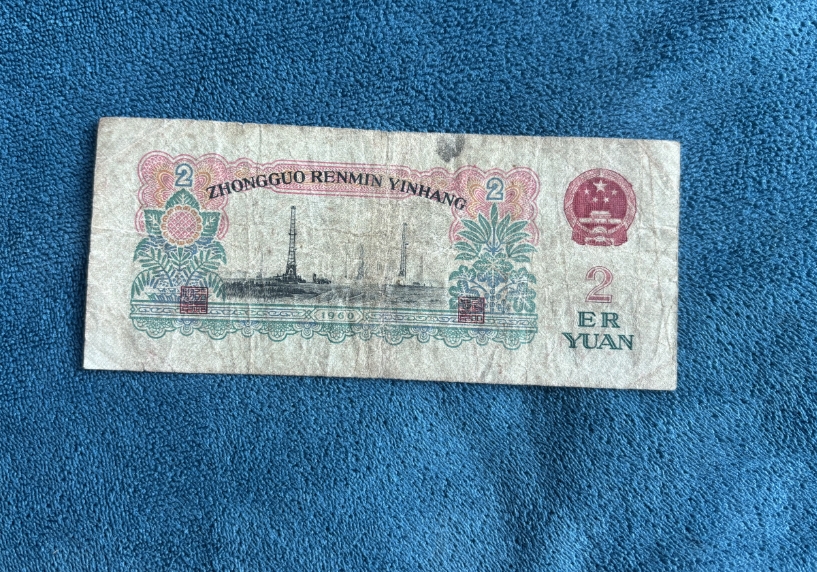 2
2
ZHONGGUO RENMIN YINHANG
1960
2
ER
YUAN